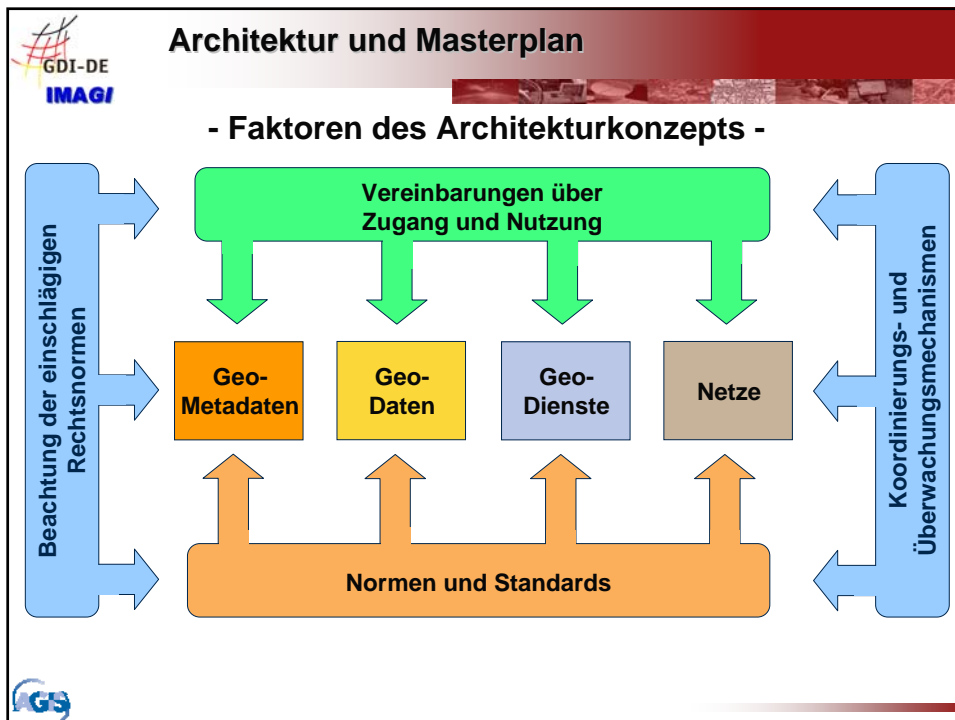 Architektur und Masterplan
GDI-DE
IMAGI
- Faktoren des Architekturkonzepts -
Vereinbarungen über
Zugang und Nutzung
Beachtung der einschlägigen
Rechtsnormen
Geo-
Metadaten
Geo-
Daten
Geo-
Dienste
Netze
Koordinierungs- und
Überwachungsmechanismen
Normen und Standards
AGIS